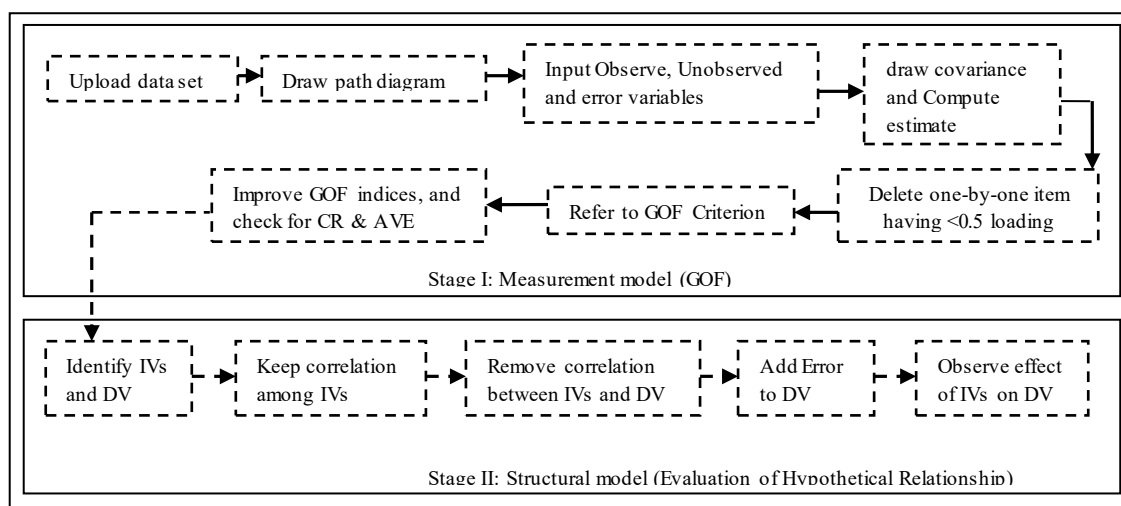 Upload data set
Draw path diagram
Input Observe, Unobserved
and error variables
draw covariance
and Compute
estimate
Delete one-by-one item
having <0.5 loading
Refer to GOF Criterion
Improve GOF indices, and
check for CR & AVE
Stage I: Measurement model (GOF)
Identify IVs
and DV
Keep correlation
among IVs
Remove correlation
between IVs and DV
Add Error
to DV
Observe effect
of IVs on DV
Stage II: Structural model (Evaluation of Hypothetical Relationship)